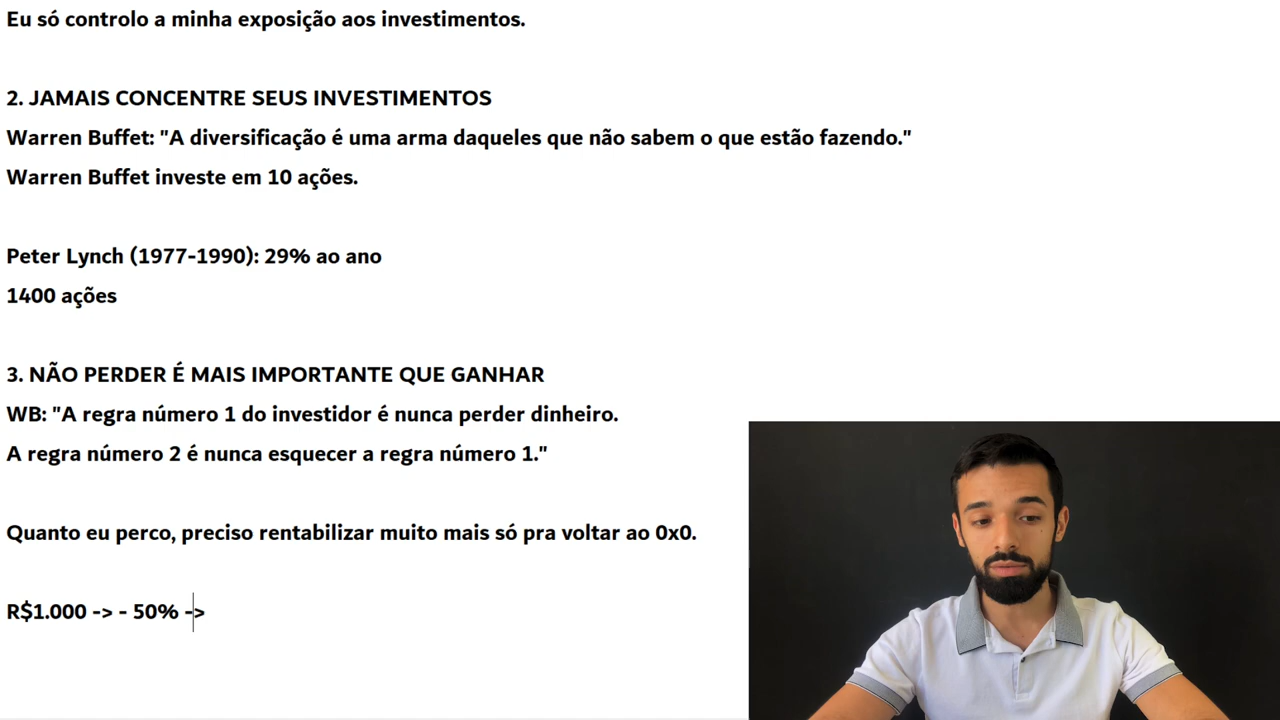 Eu só controlo a minha exposição aos investimentos.
2. JAMAIS CONCENTRE SEUS INVESTIMENTOS
Warren Buffet: "A diversificação é uma arma daqueles que não sabem o que estão fazendo."
Warren Buffet investe em 10 ações.
Peter Lynch (1977-1990): 29% ao ano
1400 ações
3. NÃO PERDER É MAIS IMPORTANTE QUE GANHAR
WB: "A regra número 1 do investidor é nunca perder dinheiro.
A regra número 2 é nunca esquecer a regra número 1."
Quanto eu perco, preciso rentabilizar muito mais só pra voltar ao 0x0.
R$1.000 -> - 50% ->